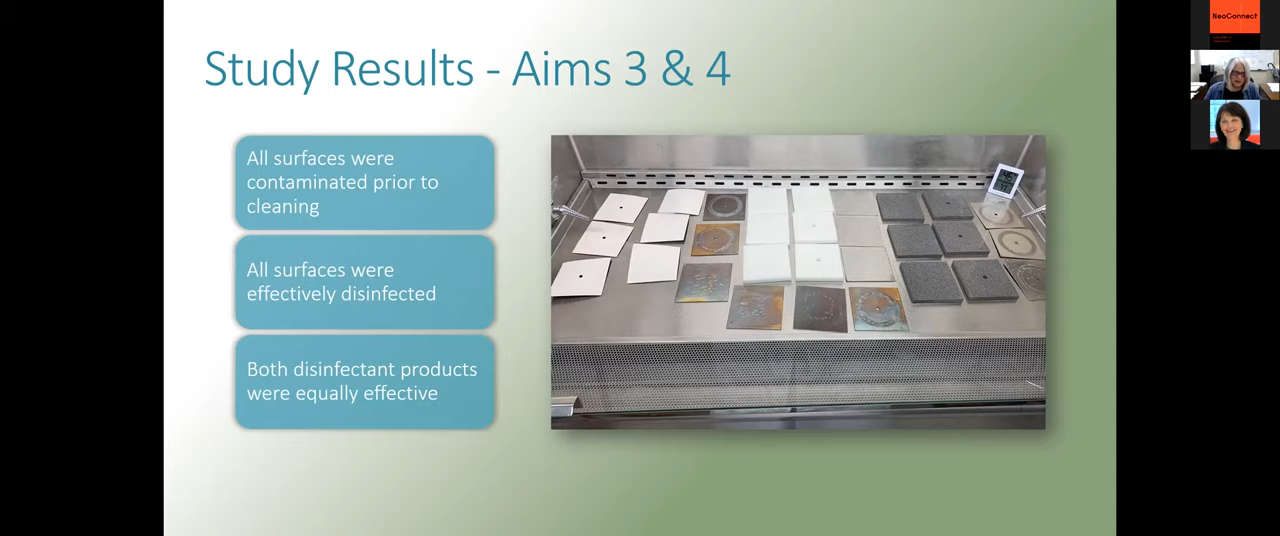 Study Results - Aims 3 & 4
All surfaces were
contaminated prior to
cleaning
All surfaces were
effectively disinfected
Both disinfectant products
were equally effective
NeoConnect